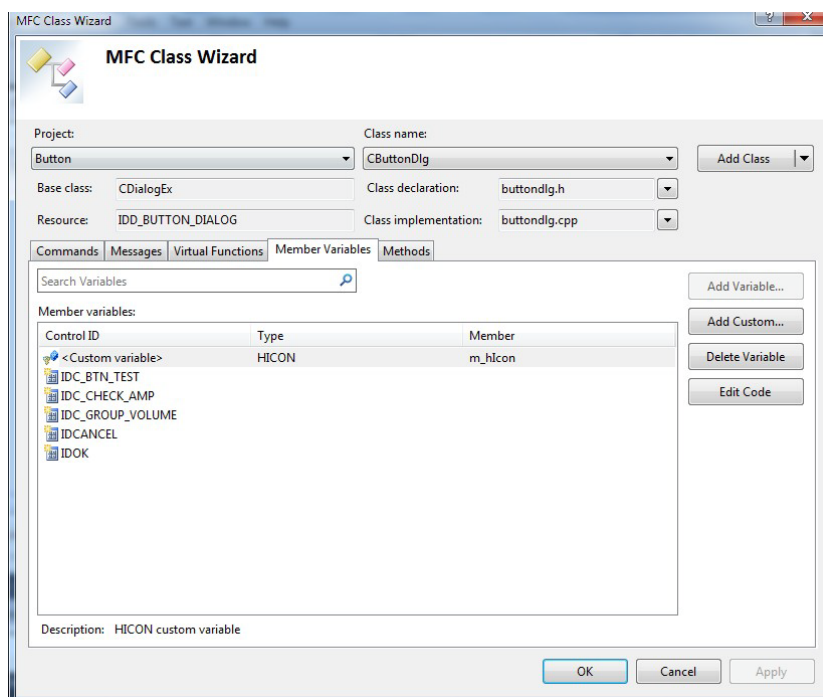 MFC Class Wizard
MFC Class Wizard
Project: Class name:
Button CButtonDlg Add Class
Base class: CDialogEx Class declaration: buttondlg.h
Resource: IDD_BUTTON_DIALOG Class implementation: buttondlg.cpp
Commands Messages Virtual Functions Member Variables Methods
Search Variables Add Variable...
Member variables: Add Custom...
Control ID Type Member
<Custom variable> HICON m_hIcon Delete Variable
IDC_BTN_TEST
IDC_CHECK_AMP Edit Code
IDC_GROUP_VOLUME
IDCANCEL
IDOK
Description: HICON custom variable
OK Cancel Apply